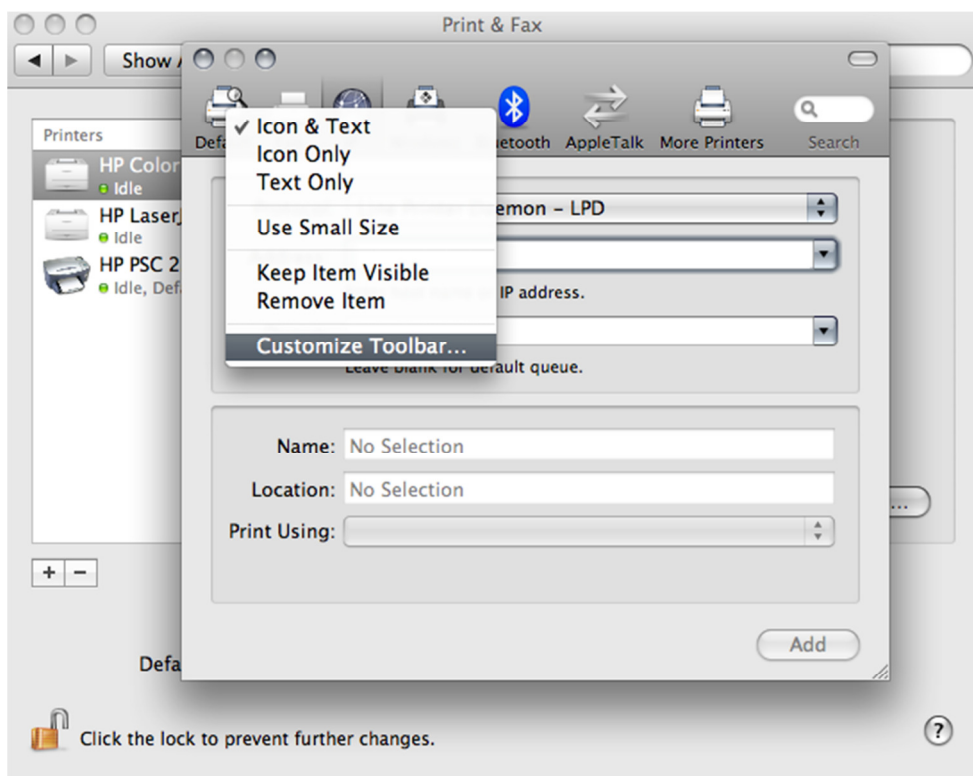 Print & Fax
Show
Printers
HP Color
Idle
HP Laser
Idle
HP PSC 2
Idle, Def
Defa
AppleTalk
More Printers
Search
✓ Icon & Text
Icon Only
Text Only
Use Small Size
Keep Item Visible
Remove Item
Customize Toolbar...
emon – LPD
IP address.
Leave blank for default queue.
Name: No Selection
Location: No Selection
Print Using:
Add
Defa
Click the lock to prevent further changes.
?